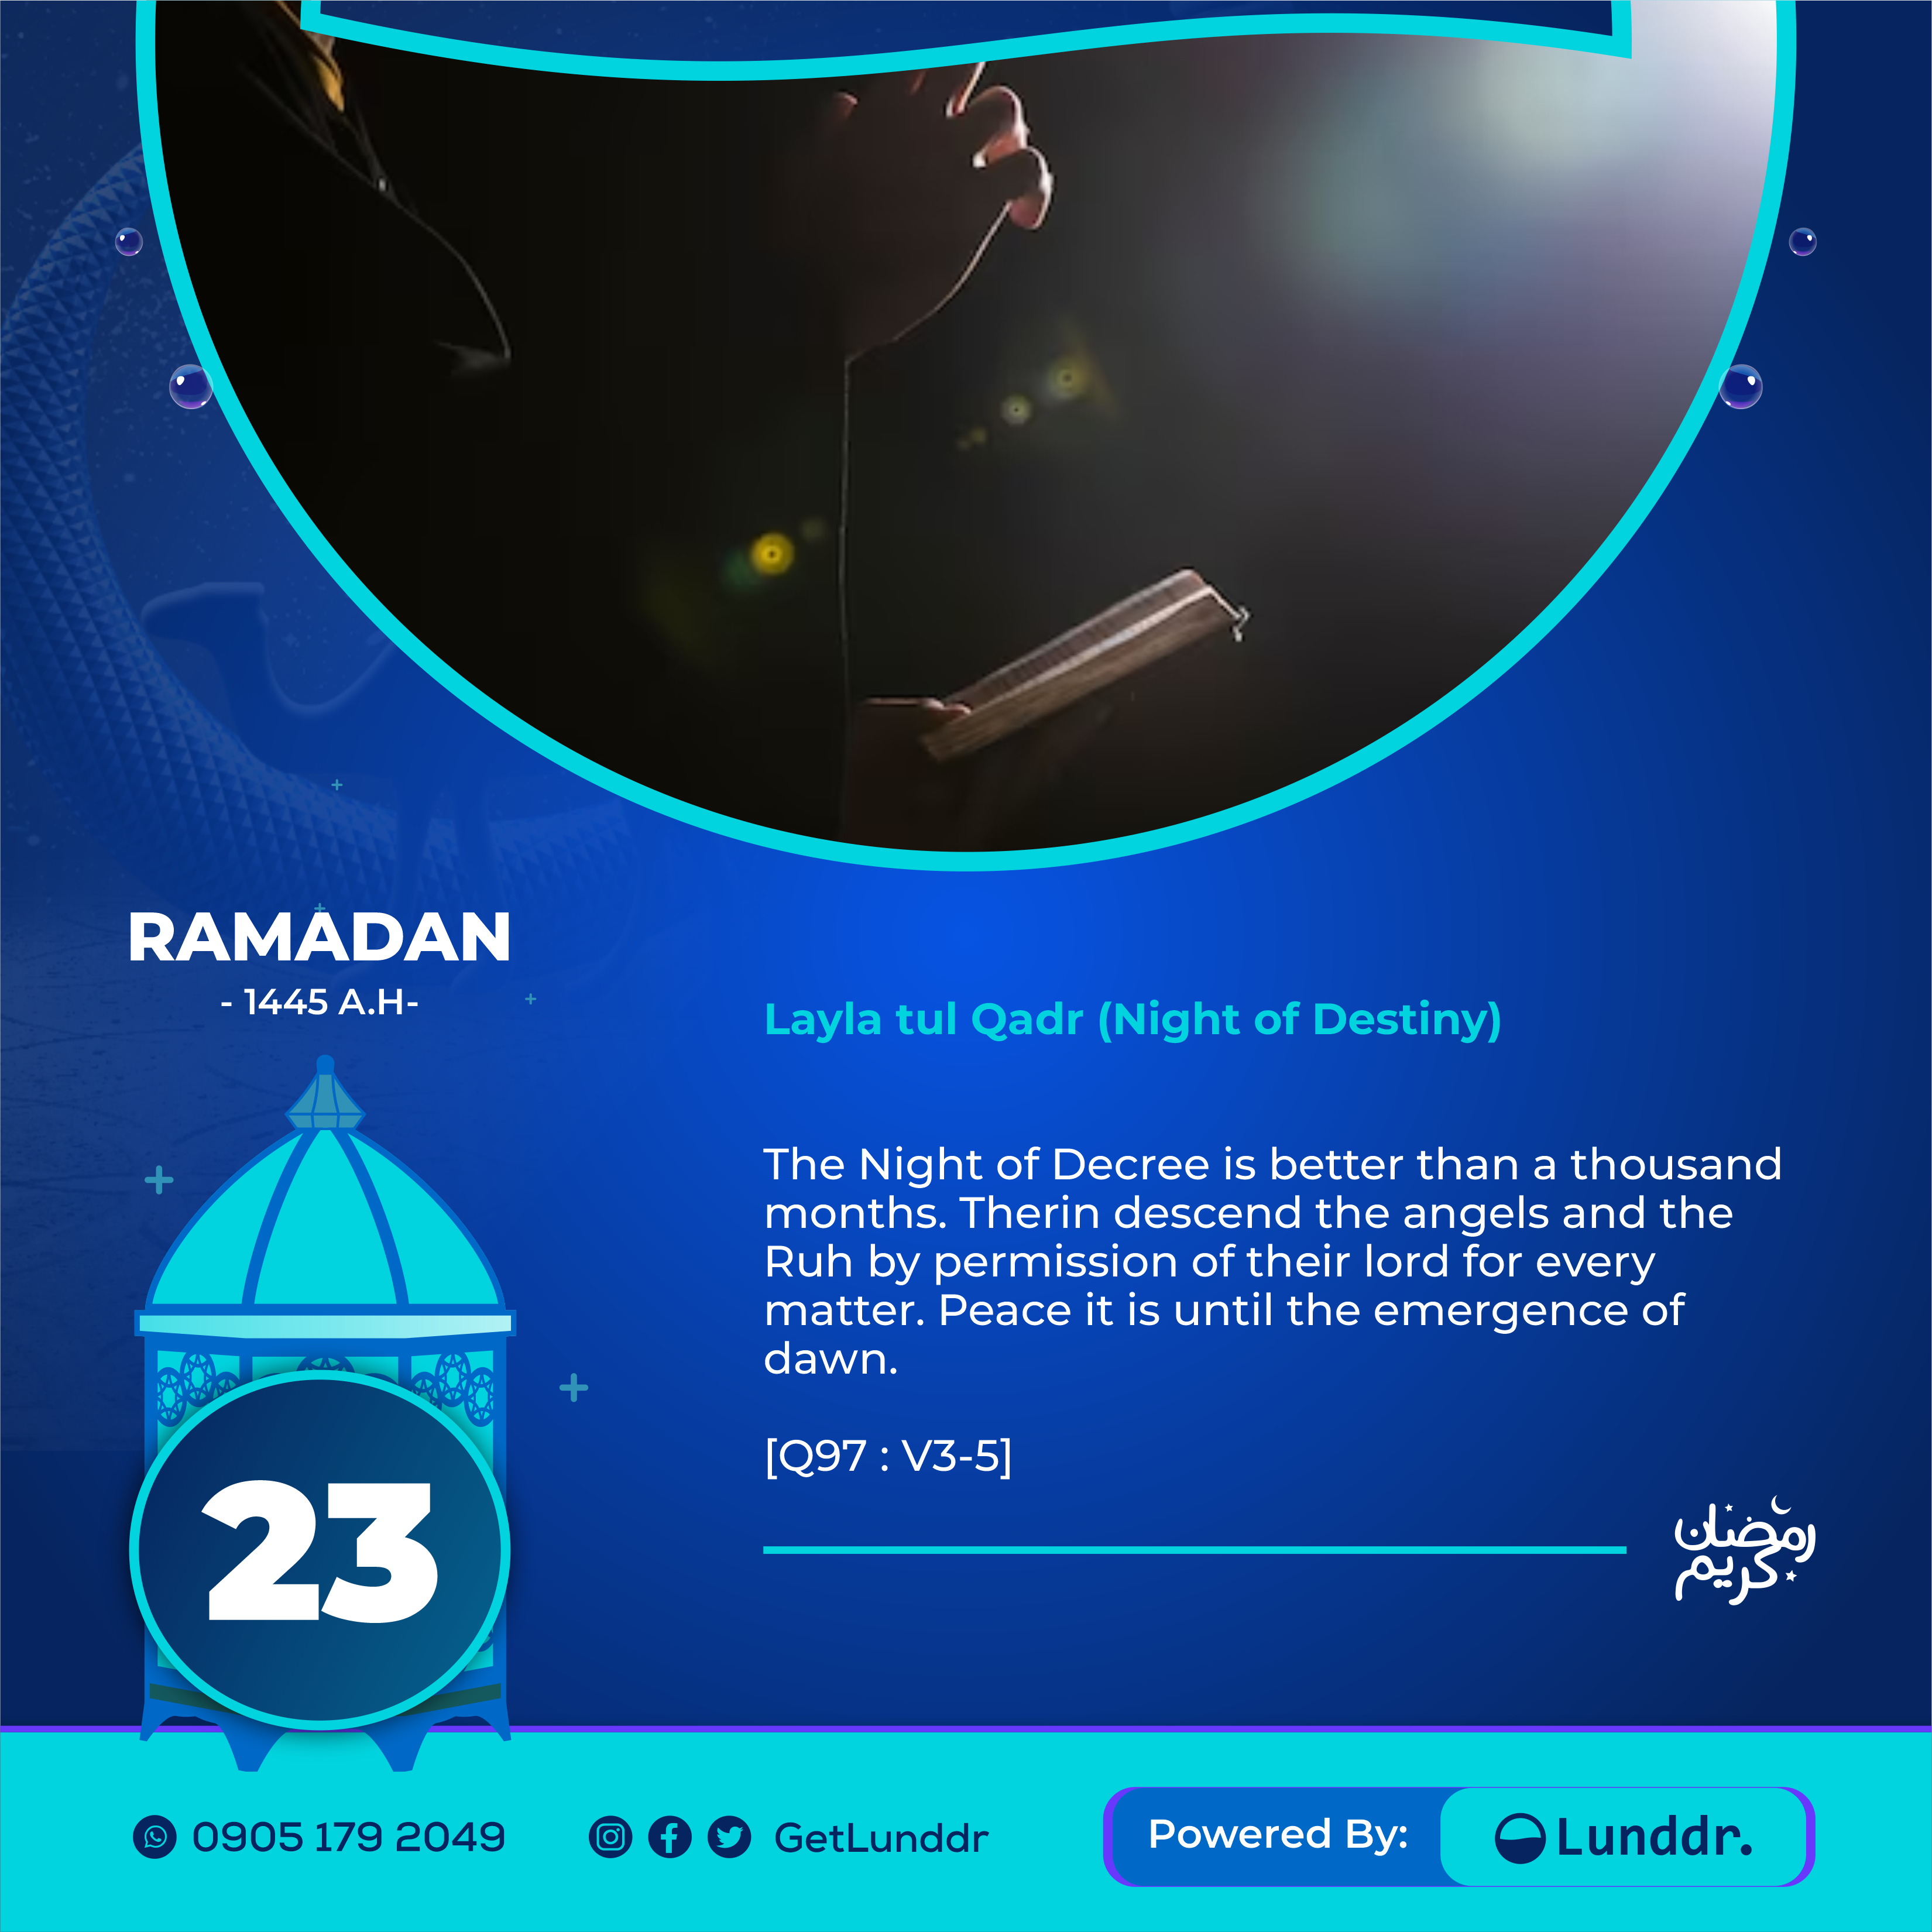 RAMADAN
- 1445 A.H-
Layla tul Qadr (Night of Destiny)
The Night of Decree is better than a thousand
months. Therin descend the angels and the
Ruh by permission of their lord for every
matter. Peace it is until the emergence of
dawn.
[Q97 : V3-5]
23
رمضان
كريم
0905 179 2049
GetLunddr
Powered By:
Lunddr.